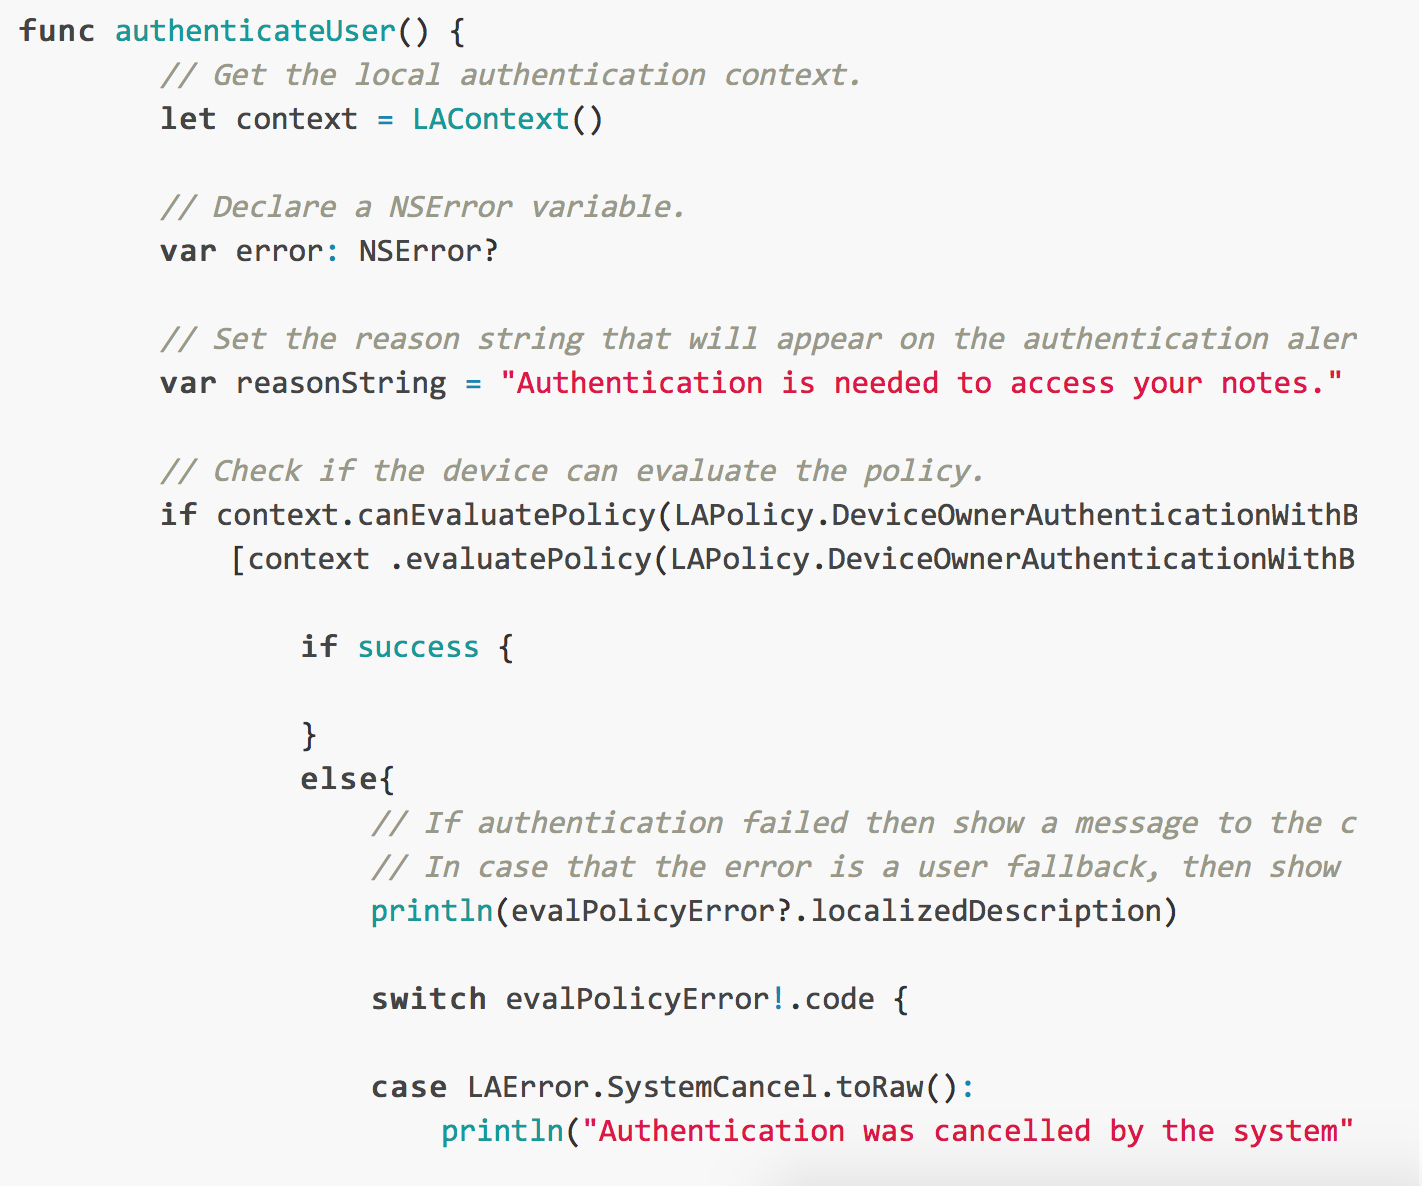 func authenticateUser() {
// Get the local authentication context.
let context = LAContext()
// Declare a NSError variable.
var error: NSError?
// Set the reason string that will appear on the authentication aler
var reasonString = "Authentication is needed to access your notes."
// Check if the device can evaluate the policy.
if context.canEvaluatePolicy(LAPolicy.DeviceOwnerAuthenticationWithB
[context .evaluatePolicy(LAPolicy.DeviceOwnerAuthenticationWithB
if success {
}
else{
// If authentication failed then show a message to the c
// In case that the error is a user fallback, then show
println(evalPolicyError?.localizedDescription)
switch evalPolicyError!.code {
case LAError.SystemCancel.toRaw():
println("Authentication was cancelled by the system"